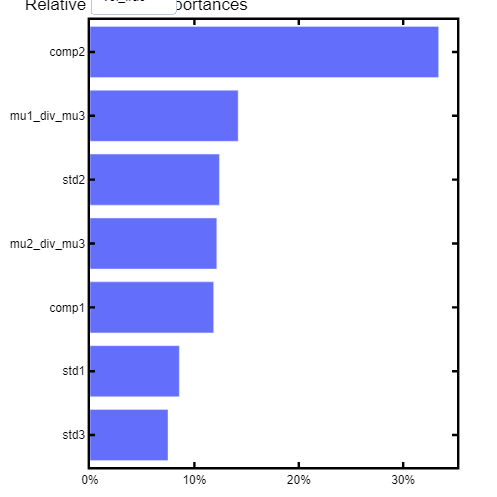 Relative
portances
comp2
mu1_div_mu3
std2
mu2_div_mu3
comp1
std1
std3
0% 10% 20% 30%